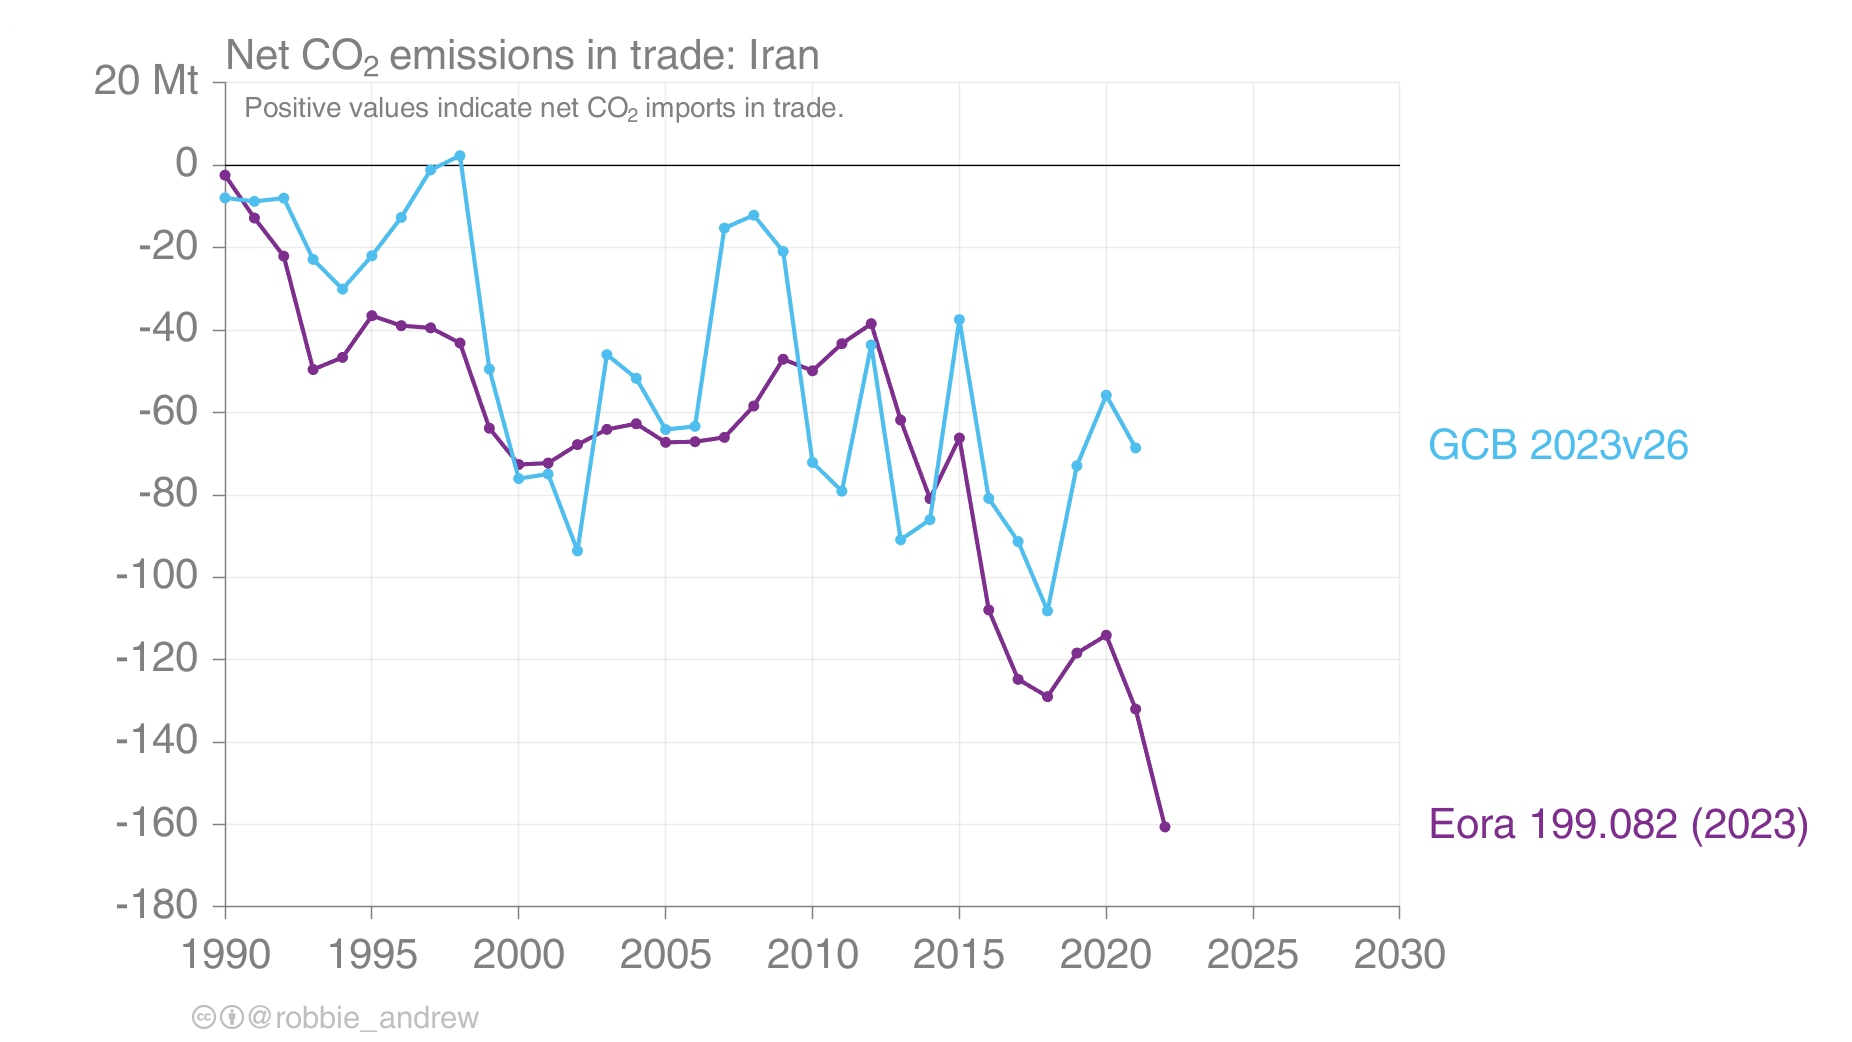 Net CO₂ emissions in trade: Iran
20 Mt
Positive values indicate net CO₂ imports in trade.
0
-20
-40
-60
-80
-100
-120
-140
-160
-180
GCB 2023v26
Eora 199.082 (2023)
1990 1995 2000 2005 2010 2015 2020 2025 2030
cc @robbie_andrew